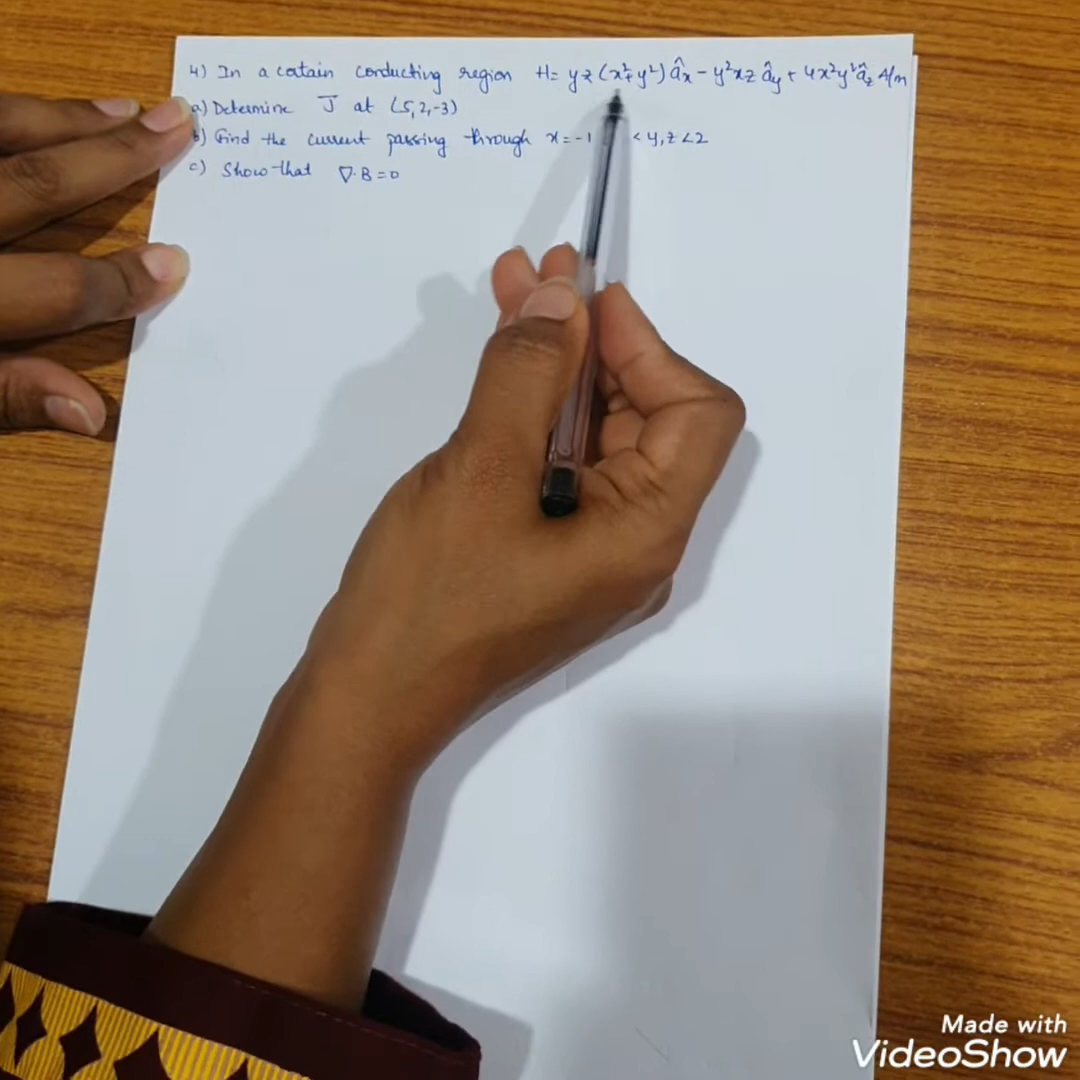 4) In a certain conducting region H= yz (x²+y²) âx - y²xz ây + 4x²y²âz A/m
a) Determine J̄ at (5,2,-3)
b) Find the current passing through x=-1 < y,z <2
c) Show that ∇.B=0
Made with
VideoShow